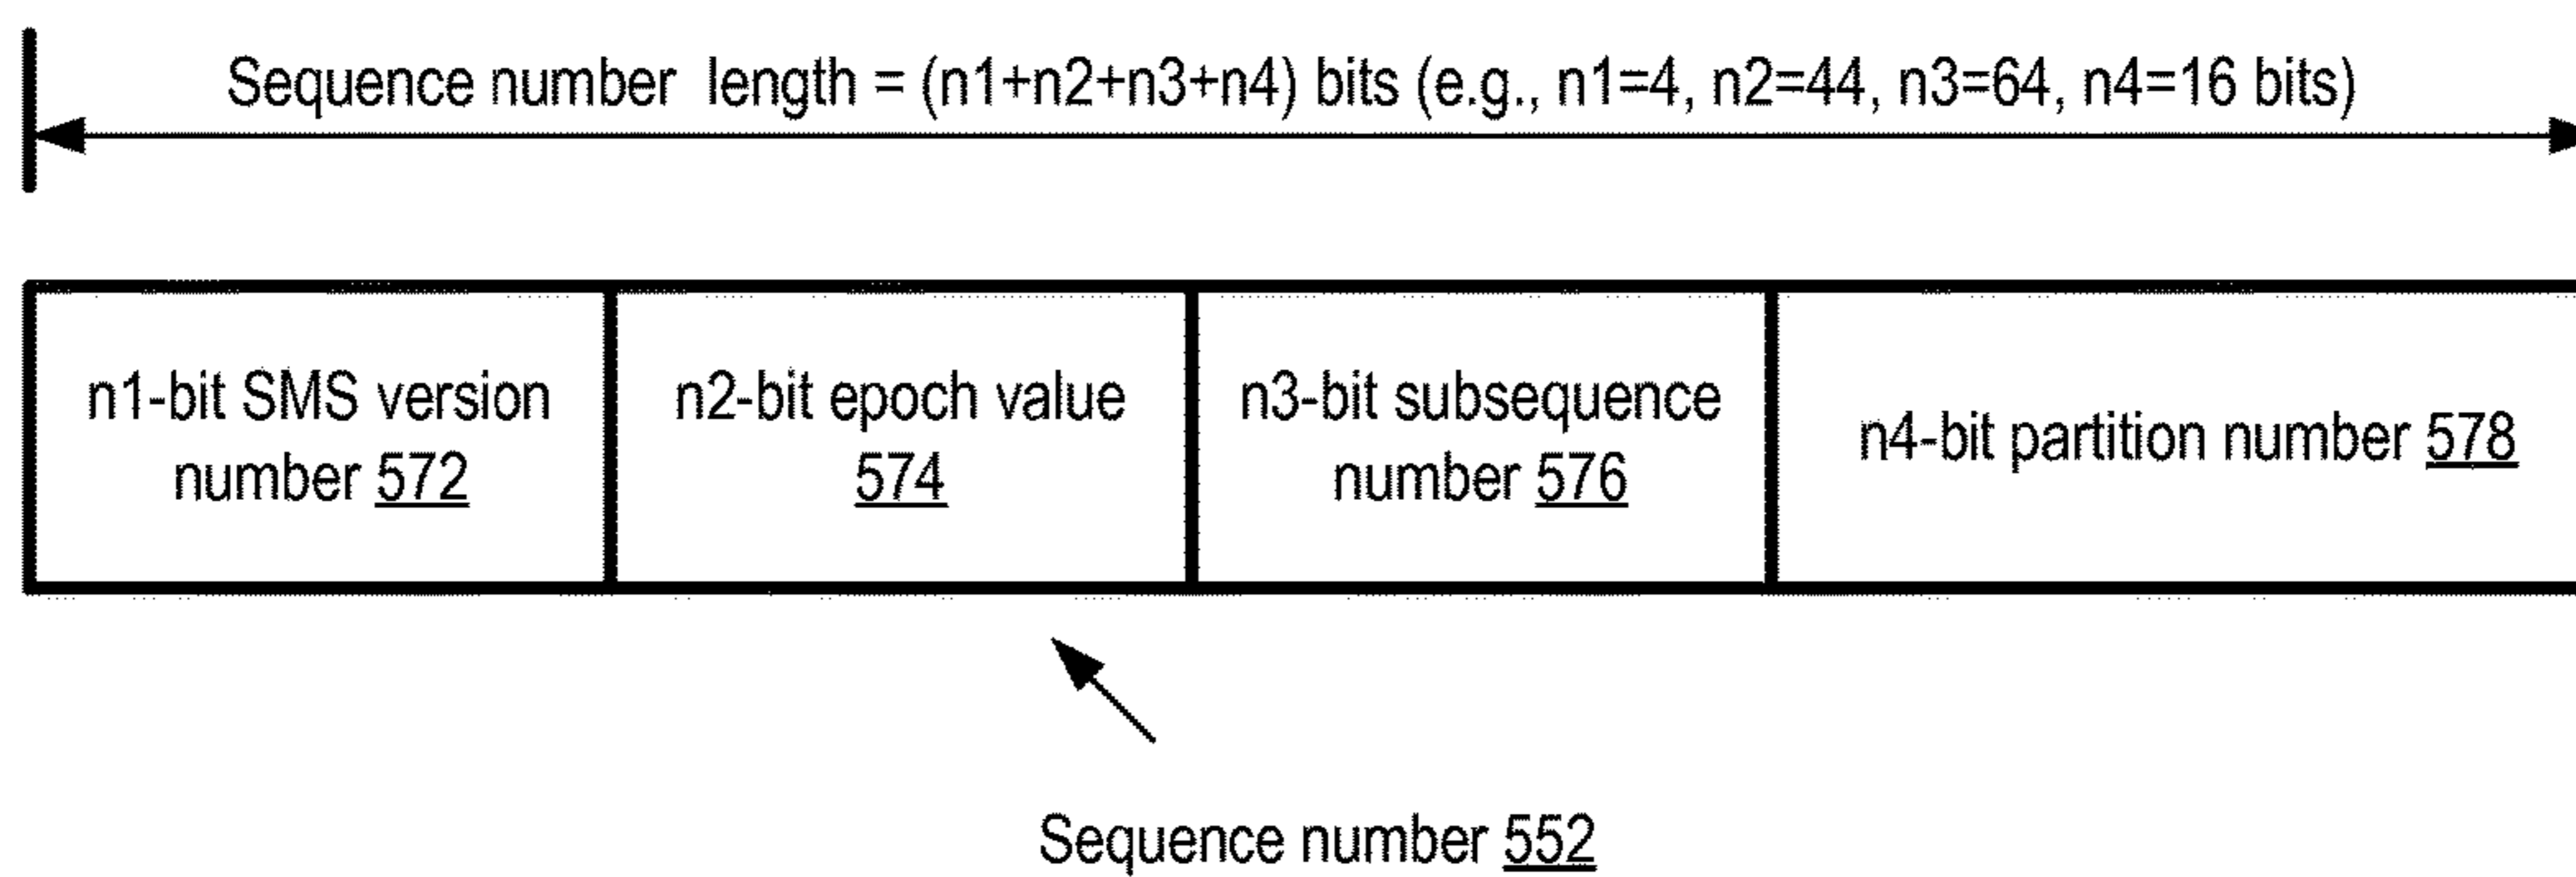 Sequence number length = (n1+n2+n3+n4) bits (e.g., n1=4, n2=44, n3=64, n4=16 bits)
n1-bit SMS version
number 572
n2-bit epoch value
574
n3-bit subsequence
number 576
n4-bit partition number 578
Sequence number 552